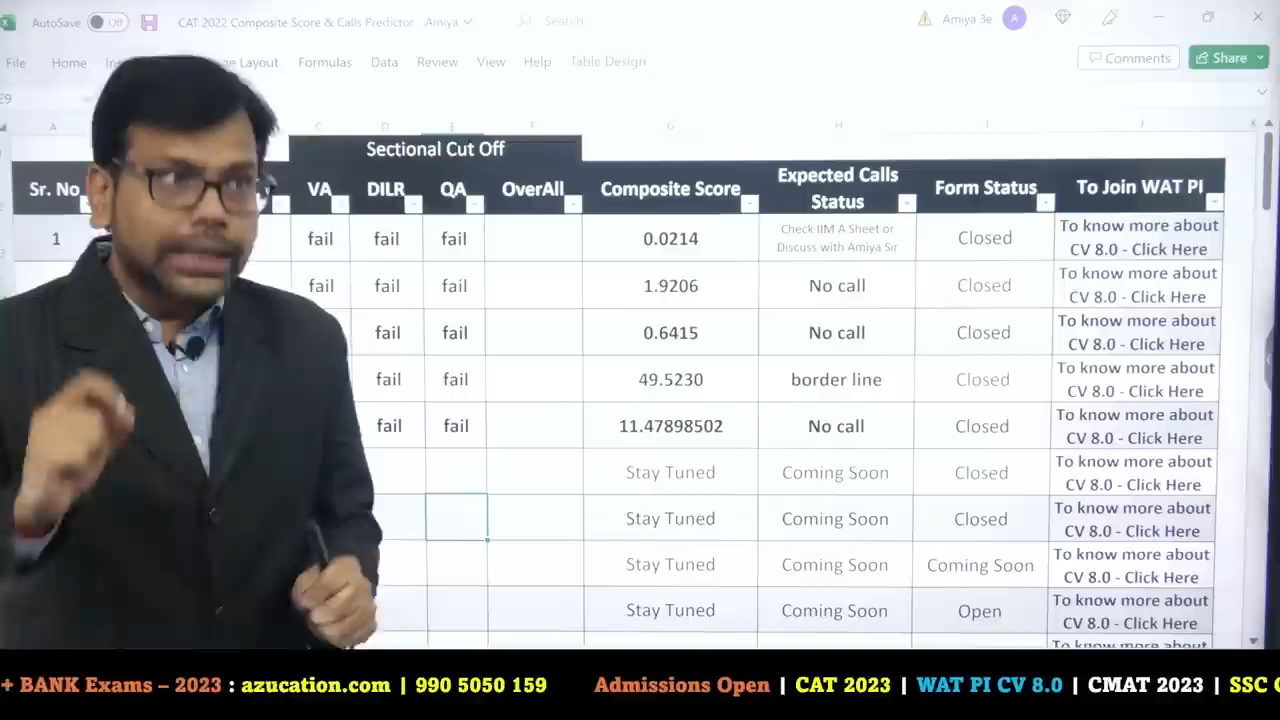 AutoSave Off CAT 2022 Composite Score & Calls Predictor Amiya Search Amiya 3e A
File Home Layout Formulas Data Review View Help Table Design Comments Share
E9
A C D E F G H I J K
Sectional Cut Off
Sr. No VA DILR QA OverAll Composite Score Expected Calls Status Form Status To Join WAT PI
1 fail fail fail 0.0214 Check IIM A Sheet or Discuss with Amiya Sir Closed To know more about CV 8.0 - Click Here
fail fail fail 1.9206 No call Closed To know more about CV 8.0 - Click Here
fail fail 0.6415 No call Closed To know more about CV 8.0 - Click Here
fail fail 49.5230 border line Closed To know more about CV 8.0 - Click Here
fail fail 11.47898502 No call Closed To know more about CV 8.0 - Click Here
Stay Tuned Coming Soon Closed To know more about CV 8.0 - Click Here
Stay Tuned Coming Soon Closed To know more about CV 8.0 - Click Here
Stay Tuned Coming Soon Coming Soon To know more about CV 8.0 - Click Here
Stay Tuned Coming Soon Open To know more about CV 8.0 - Click Here
To know more about
+ BANK Exams – 2023 : azucation.com | 990 5050 159 Admissions Open | CAT 2023 | WAT PI CV 8.0 | CMAT 2023 | SSC